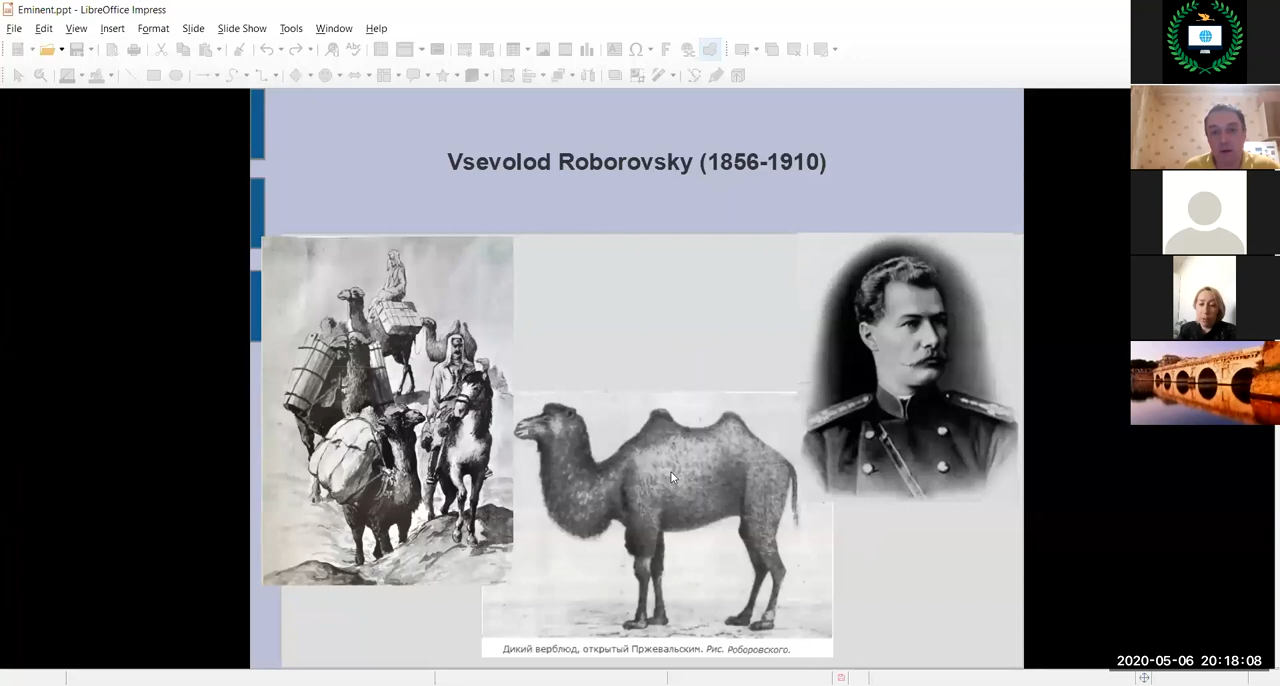 Eminent.ppt - LibreOffice Impress
File Edit View Insert Format Slide Slide Show Tools Window Help
Vsevolod Roborovsky (1856-1910)
Дикий верблюд, открытый Пржевальским. Рис. Роборовского.
2020-05-06 20:18:08